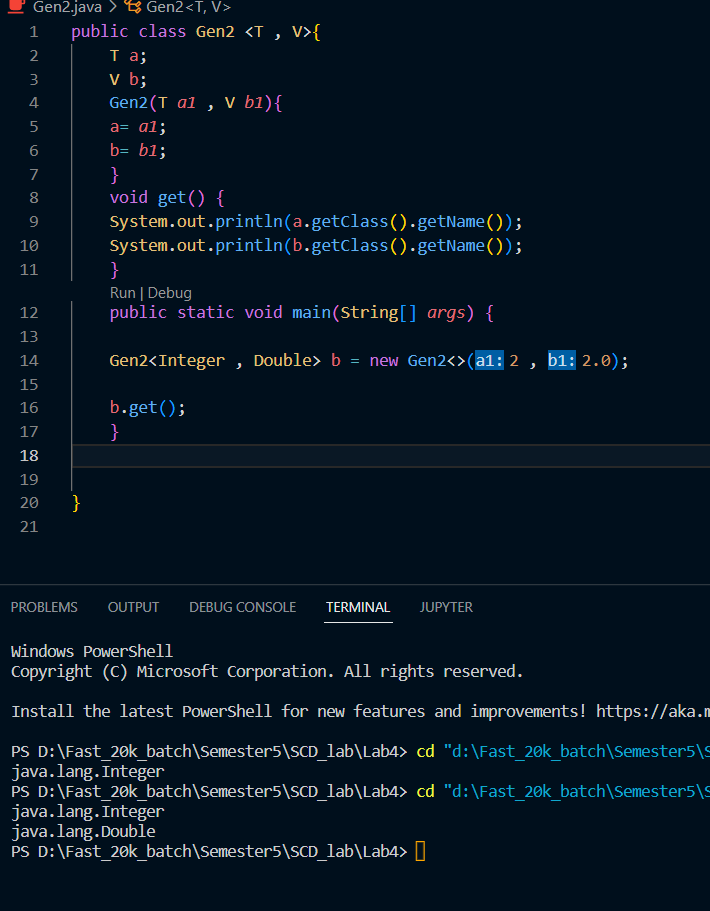 Gen2.java > Gen2<T, V>
1 public class Gen2 <T , V>{
2 T a;
3 V b;
4 Gen2(T a1 , V b1){
5 a= a1;
6 b= b1;
7 }
8 void get() {
9 System.out.println(a.getClass().getName());
10 System.out.println(b.getClass().getName());
11 }
Run | Debug
12 public static void main(String[] args) {
13
14 Gen2<Integer , Double> b = new Gen2<>(a1: 2 , b1: 2.0);
15
16 b.get();
17 }
18
19
20 }
21
PROBLEMS OUTPUT DEBUG CONSOLE TERMINAL JUPYTER
Windows PowerShell
Copyright (C) Microsoft Corporation. All rights reserved.
Install the latest PowerShell for new features and improvements! https://aka.m
PS D:\Fast_20k_batch\Semester5\SCD_lab\Lab4> cd "d:\Fast_20k_batch\Semester5\S
java.lang.Integer
PS D:\Fast_20k_batch\Semester5\SCD_lab\Lab4> cd "d:\Fast_20k_batch\Semester5\S
java.lang.Integer
java.lang.Double
PS D:\Fast_20k_batch\Semester5\SCD_lab\Lab4>